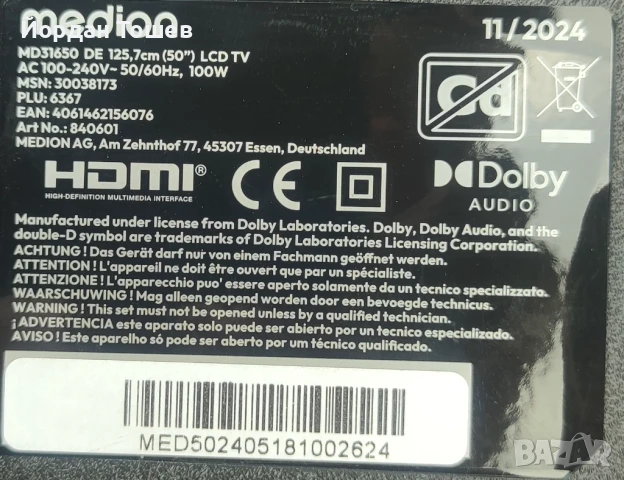 Йордан Тошев
medion
11/2024
MD31650 DE 125,7cm (50") LCD TV
AC 100-240V~ 50/60Hz, 100W
MSN: 30038173
PLU: 6367
EAN: 4061462156076
Art No.: 840601
MEDION AG, Am Zehnthof 77, 45307 Essen, Deutschland
Cd
HDMI®
HIGH-DEFINITION MULTIMEDIA INTERFACE
CE
Dolby
AUDIO
Manufactured under license from Dolby Laboratories. Dolby, Dolby Audio, and the
double-D symbol are trademarks of Dolby Laboratories Licensing Corporation.
ACHTUNG! Das Gerät darf nur von einem Fachmann geöffnet werden.
ATTENTION! L'appareil ne doit être ouvert que par un spécialiste.
ATTENZIONE! L'apparecchio puo' essere aperto solamente da un tecnico specializzato.
WAARSCHUWING! Mag alleen geopend worden door een bevoegde technicus.
WARNING! This set must not be opened unless by a qualified technician.
¡ADVERTENCIA este aparato solo puede ser abierto por un tecnico especializado.
AVISO! Este aparelho só pode ser aberto por um técnico qualificado.
MED502405181002624
BAZAR